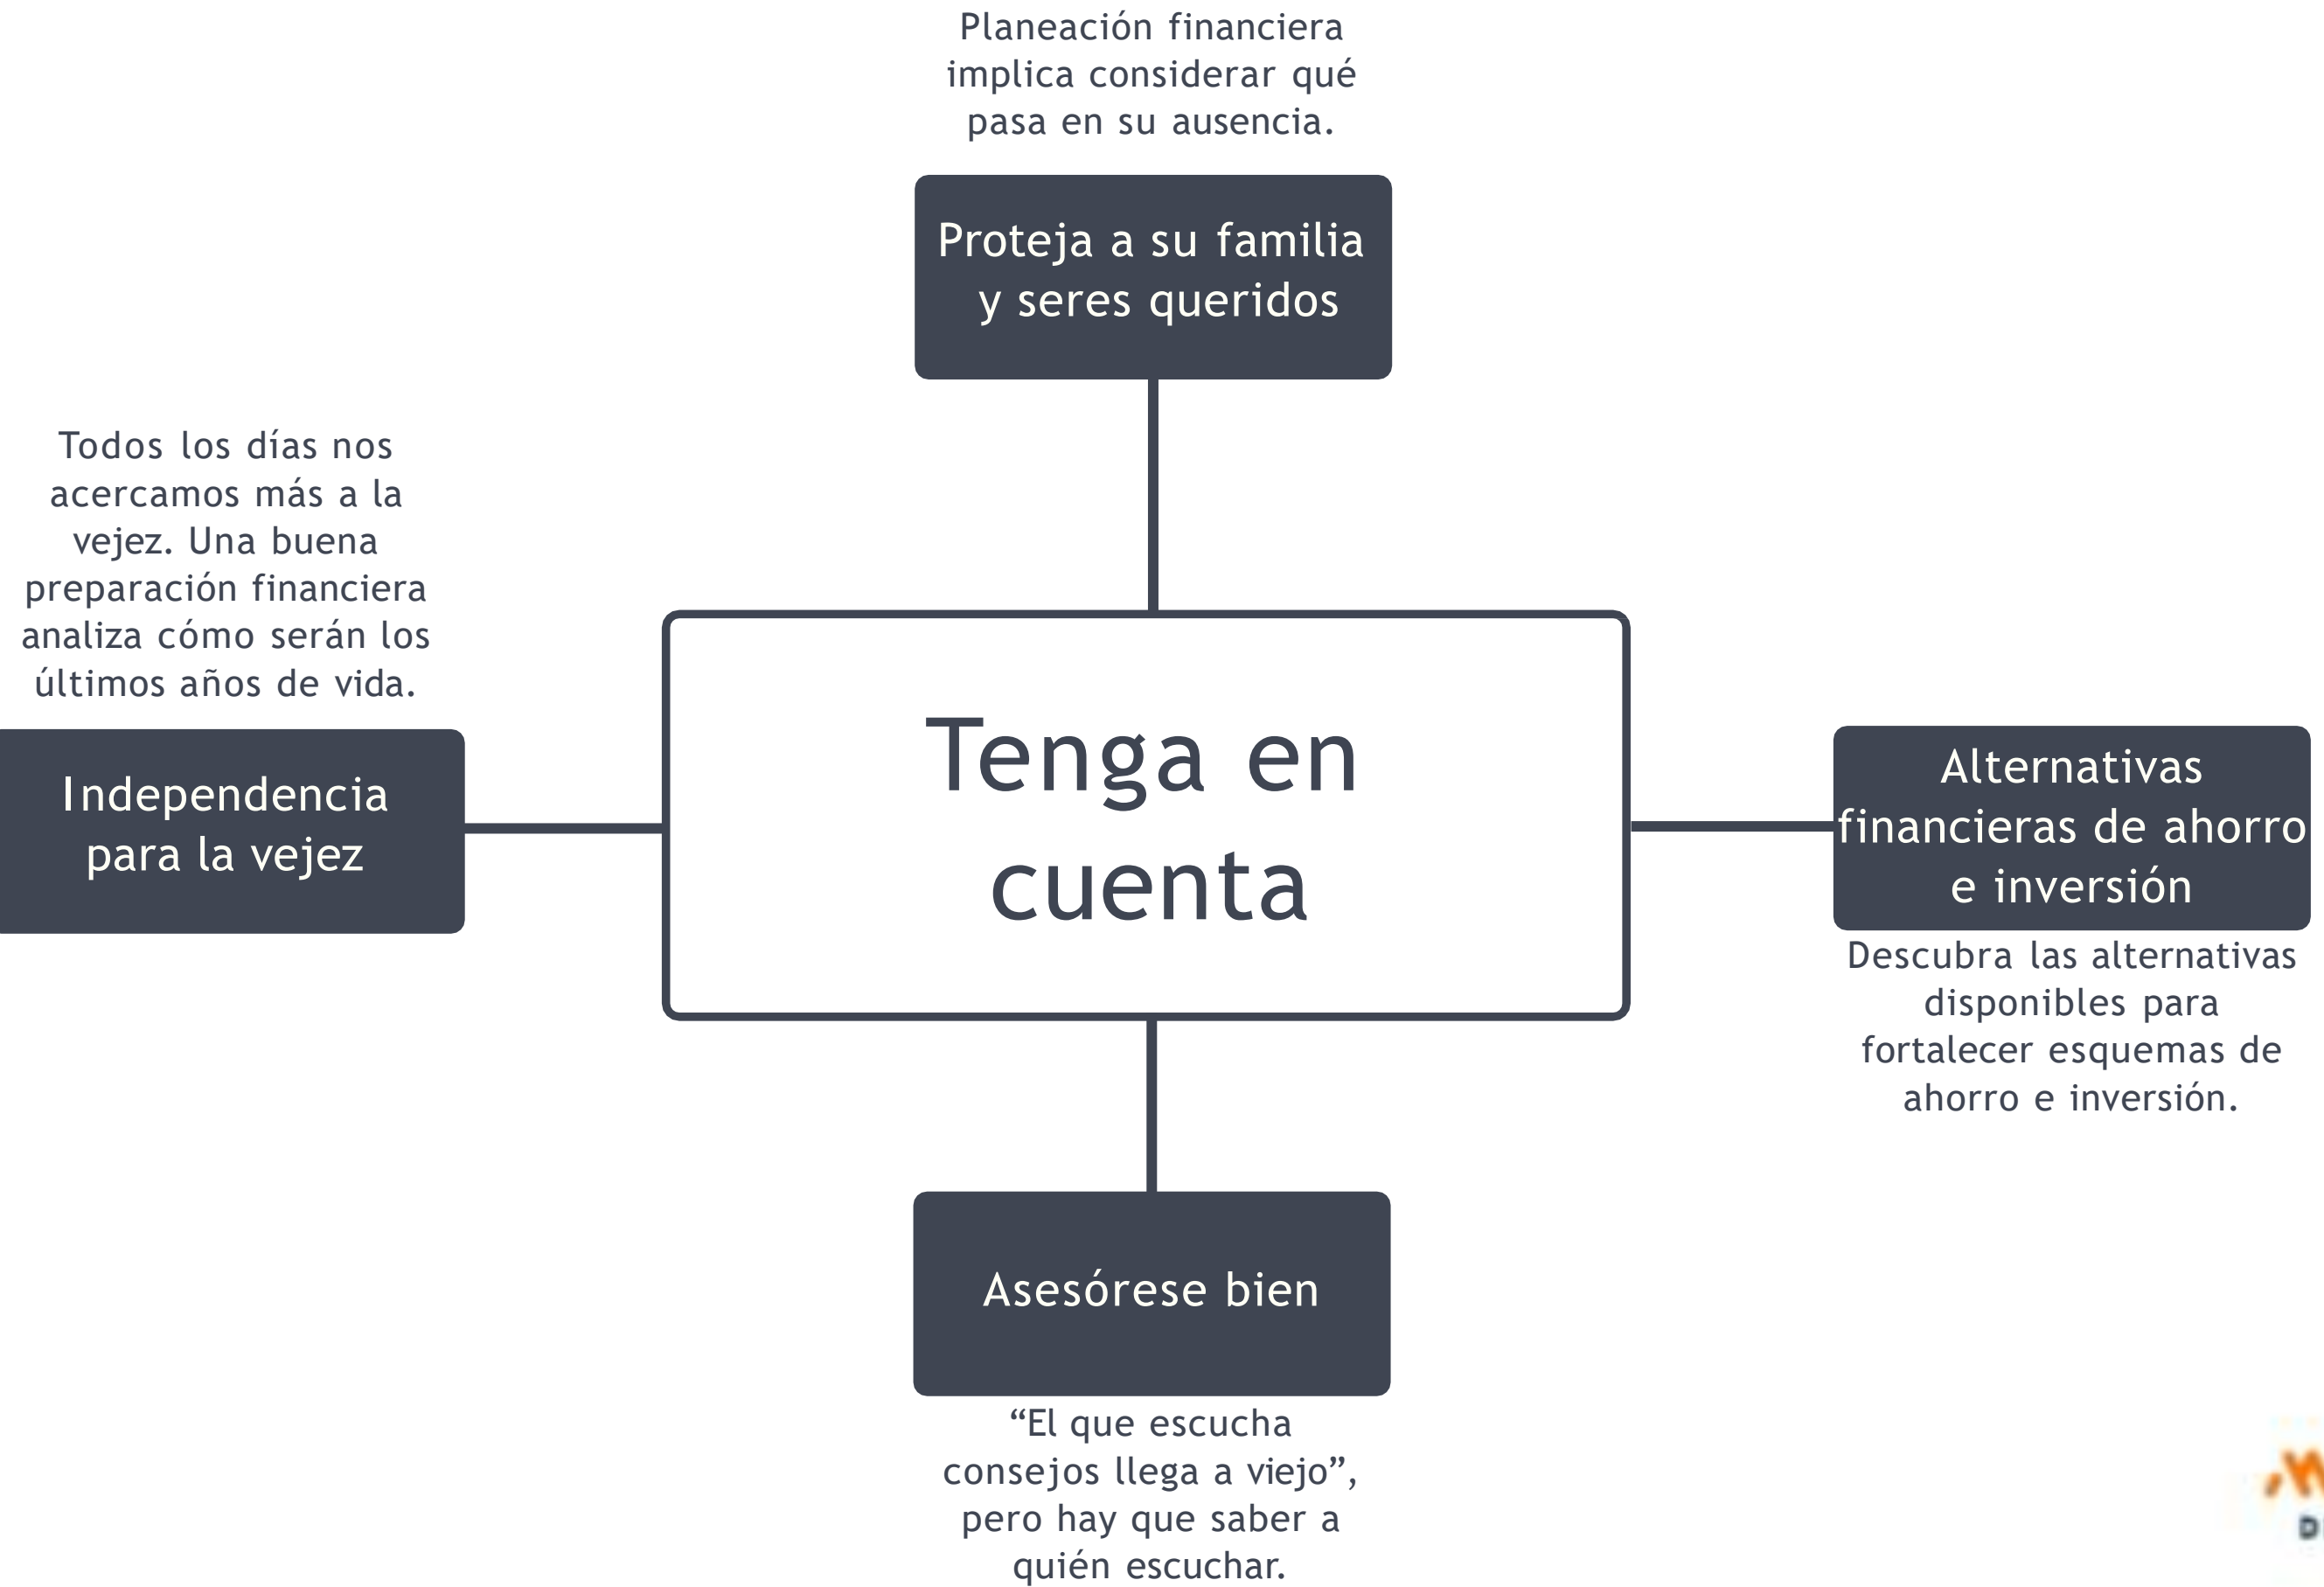 Planeación financiera
implica considerar qué
pasa en su ausencia.
Proteja a su familia
y seres queridos
Todos los días nos
acercamos más a la
vejez. Una buena
preparación financiera
analiza cómo serán los
últimos años de vida.
Independencia
para la vejez
Tenga en
cuenta
Alternativas
financieras de ahorro
e inversión
Descubra las alternativas
disponibles para
fortalecer esquemas de
ahorro e inversión.
Asesórese bien
“El que escucha
consejos llega a viejo”,
pero hay que saber a
quién escuchar.